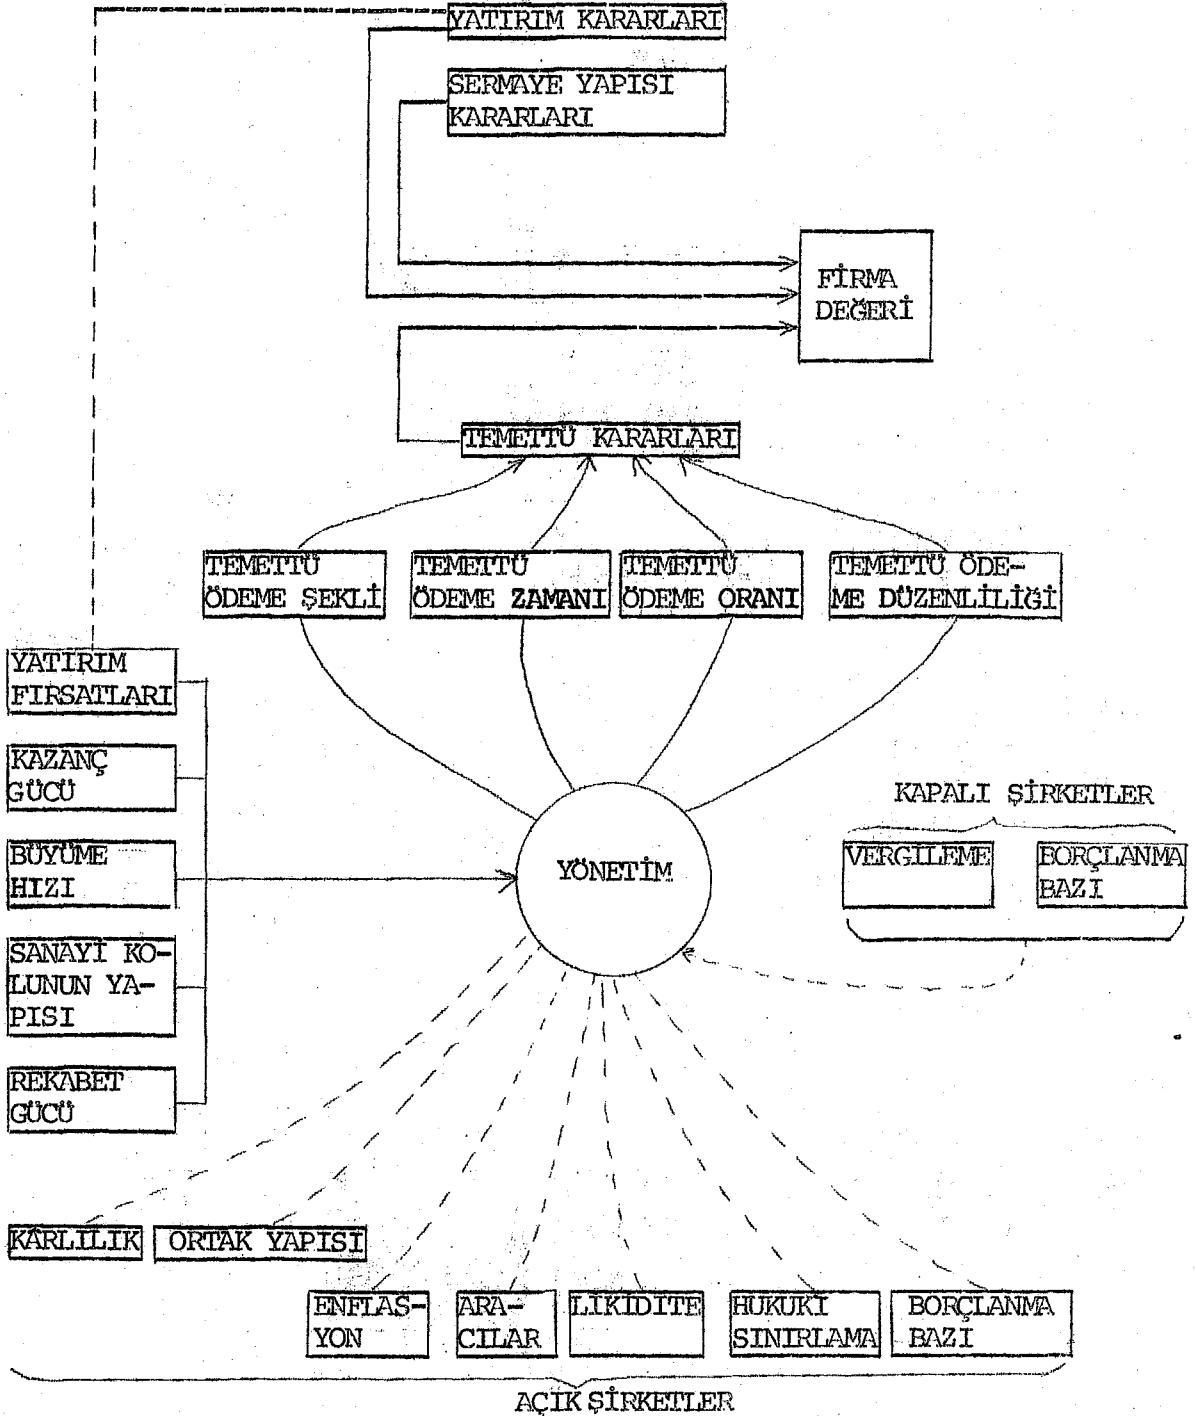 YATIRIM KARARLARI
SERMAYE YAPISI
KARARLARI
FİRMA
DEĞERİ
TEMETTÜ KARARLARI
TEMETTÜ
ÖDEME ŞEKLİ
TEMETTÜ
ÖDEME ZAMANI
TEMETTÜ
ÖDEME ORANI
TEMETTÜ ÖDE-
ME DÜZENLİLİĞİ
YATIRIM
FIRSATLARI
KAZANÇ
GÜCÜ
BÜYÜME
HIZI
SANAYİ KO-
LUNUN YA-
PISI
REKABET
GÜCÜ
YÖNETİM
KAPALI ŞİRKETLER
VERGİLEME
BORÇLANMA
BAZI
KARLILIK
ORTAK YAPISI
ENFLAS-
YON
ARA-
CILAR
LİKİDİTE
HUKUKİ
SINIRLAMA
BORÇLANMA
BAZI
AÇIK ŞİRKETLER